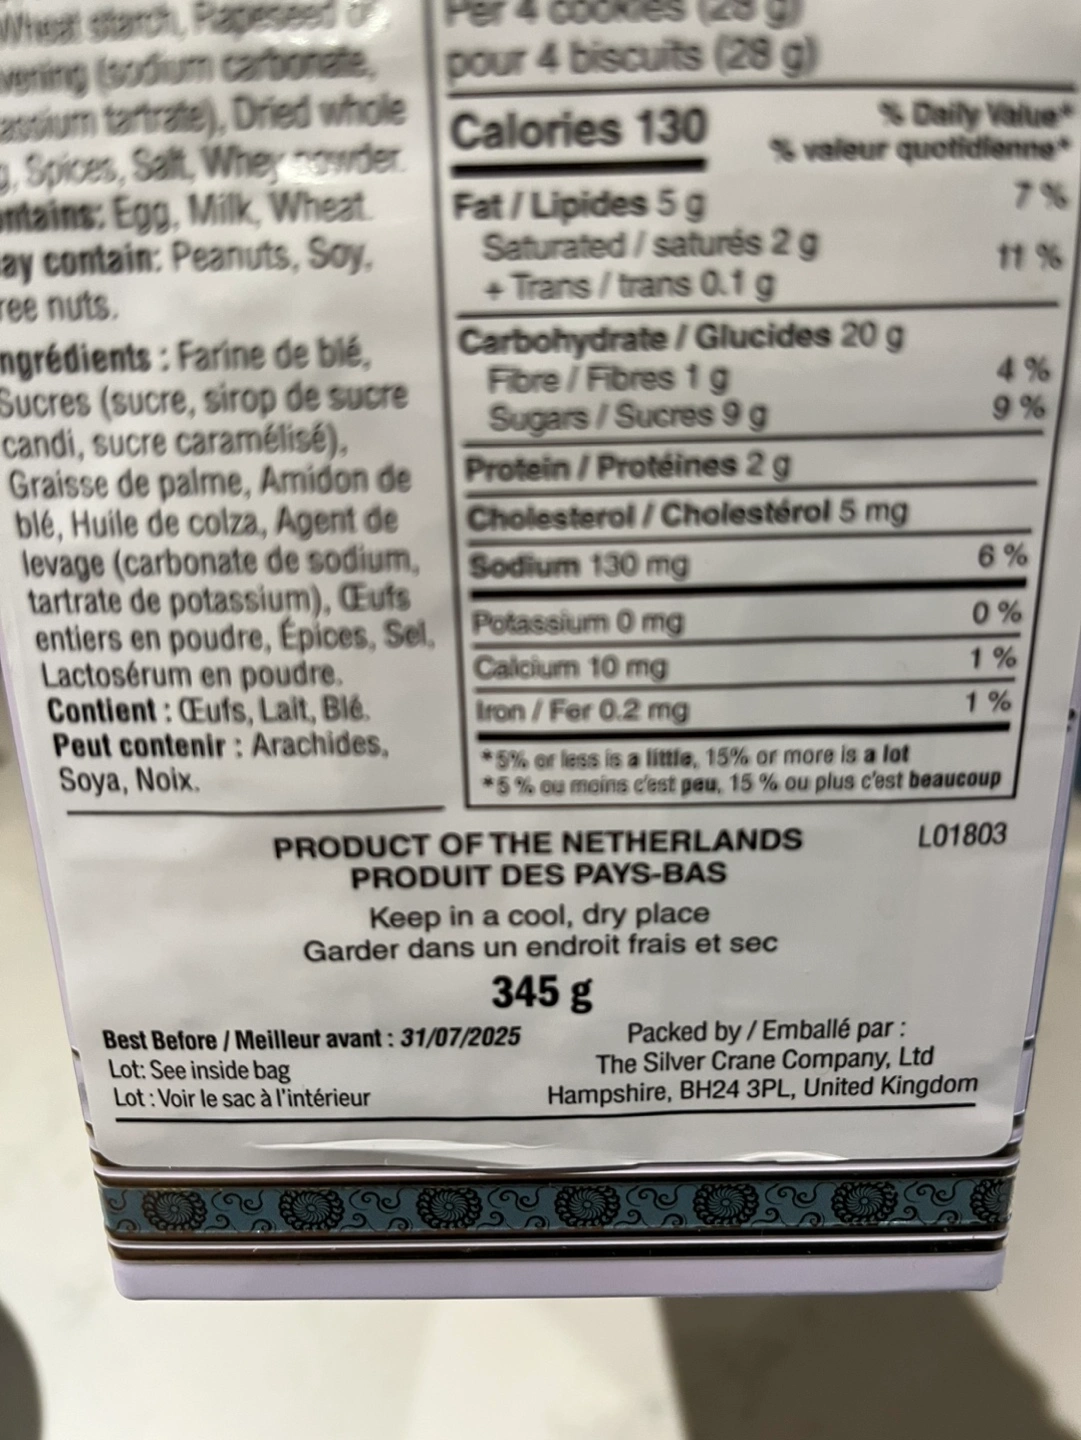 Wheat starch, Rapeseed
vening (sodium carbonate,
assium tartrate), Dried whole
g, Spices, Salt, Whey powder.
ontains: Egg, Milk, Wheat.
ay contain: Peanuts, Soy,
ree nuts.
ngrédients : Farine de blé,
Sucres (sucre, sirop de sucre
candi, sucre caramélisé),
Graisse de palme, Amidon de
blé, Huile de colza, Agent de
levage (carbonate de sodium,
tartrate de potassium), Œufs
entiers en poudre, Épices, Sel,
Lactosérum en poudre.
Contient : Œufs, Lait, Blé.
Peut contenir : Arachides,
Soya, Noix.
Per 4 cookies (28 g)
pour 4 biscuits (28 g)
Calories 130
% Daily Value*
% valeur quotidienne*
Fat / Lipides 5 g 7 %
Saturated / saturés 2 g
+ Trans / trans 0.1 g 11 %
Carbohydrate / Glucides 20 g
Fibre / Fibres 1 g 4 %
Sugars / Sucres 9 g 9 %
Protein / Protéines 2 g
Cholesterol / Cholestérol 5 mg
Sodium 130 mg 6 %
Potassium 0 mg 0 %
Calcium 10 mg 1 %
Iron / Fer 0.2 mg 1 %
*5% or less is a little, 15% or more is a lot
*5 % ou moins c'est peu, 15 % ou plus c'est beaucoup
PRODUCT OF THE NETHERLANDS L01803
PRODUIT DES PAYS-BAS
Keep in a cool, dry place
Garder dans un endroit frais et sec
345 g
Best Before / Meilleur avant : 31/07/2025
Lot: See inside bag
Lot : Voir le sac à l'intérieur
Packed by / Emballé par :
The Silver Crane Company, Ltd
Hampshire, BH24 3PL, United Kingdom